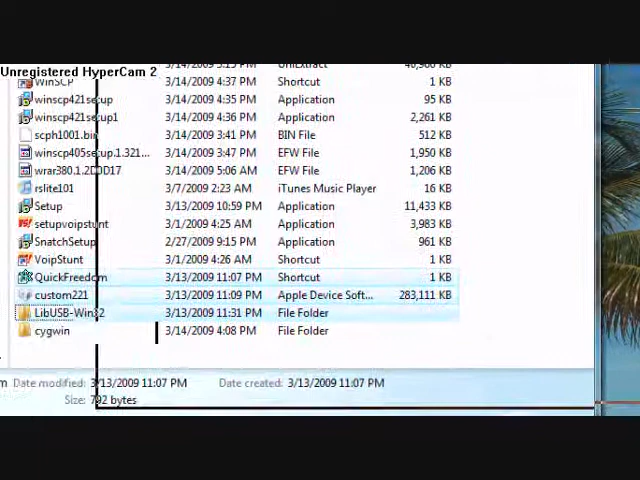 3/14/2009 3:15 PM UniExtract 40,960 KB
Unregistered HyperCam 2
WinSCP 3/14/2009 4:37 PM Shortcut 1 KB
winscp421setup 3/14/2009 4:35 PM Application 95 KB
winscp421setup1 3/14/2009 4:36 PM Application 2,261 KB
scph1001.bin 3/14/2009 3:41 PM BIN File 512 KB
winscp405setup.1.321... 3/14/2009 3:47 PM EFW File 1,950 KB
wrar380.1.2D0D17 3/14/2009 5:06 AM EFW File 1,206 KB
rslite101 3/7/2009 2:23 AM iTunes Music Player 16 KB
Setup 3/13/2009 10:59 PM Application 11,433 KB
setupvoipstunt 3/1/2009 4:25 AM Application 3,983 KB
SnatchSetup 2/27/2009 9:15 PM Application 961 KB
VoipStunt 3/1/2009 4:26 AM Shortcut 1 KB
QuickFreedom 3/13/2009 11:07 PM Shortcut 1 KB
custom221 3/13/2009 11:09 PM Apple Device Soft... 283,111 KB
LibUSB-Win32 3/13/2009 11:31 PM File Folder
cygwin 3/14/2009 4:08 PM File Folder
m Date modified: 3/13/2009 11:07 PM Date created: 3/13/2009 11:07 PM
Size: 792 bytes